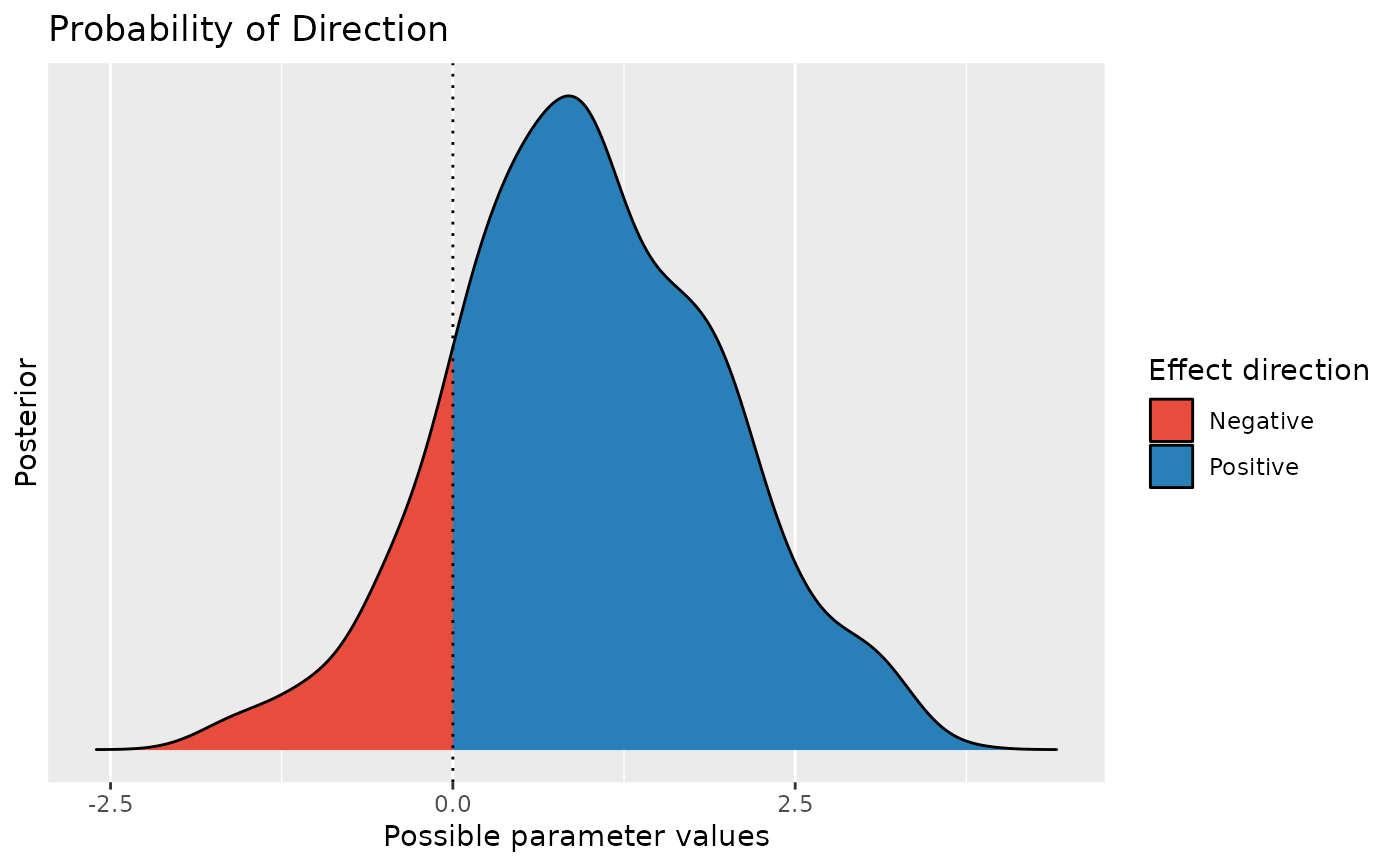 Probability of Direction
Posterior
Effect direction
Negative
Positive
-2.5
0.0
2.5
Possible parameter values